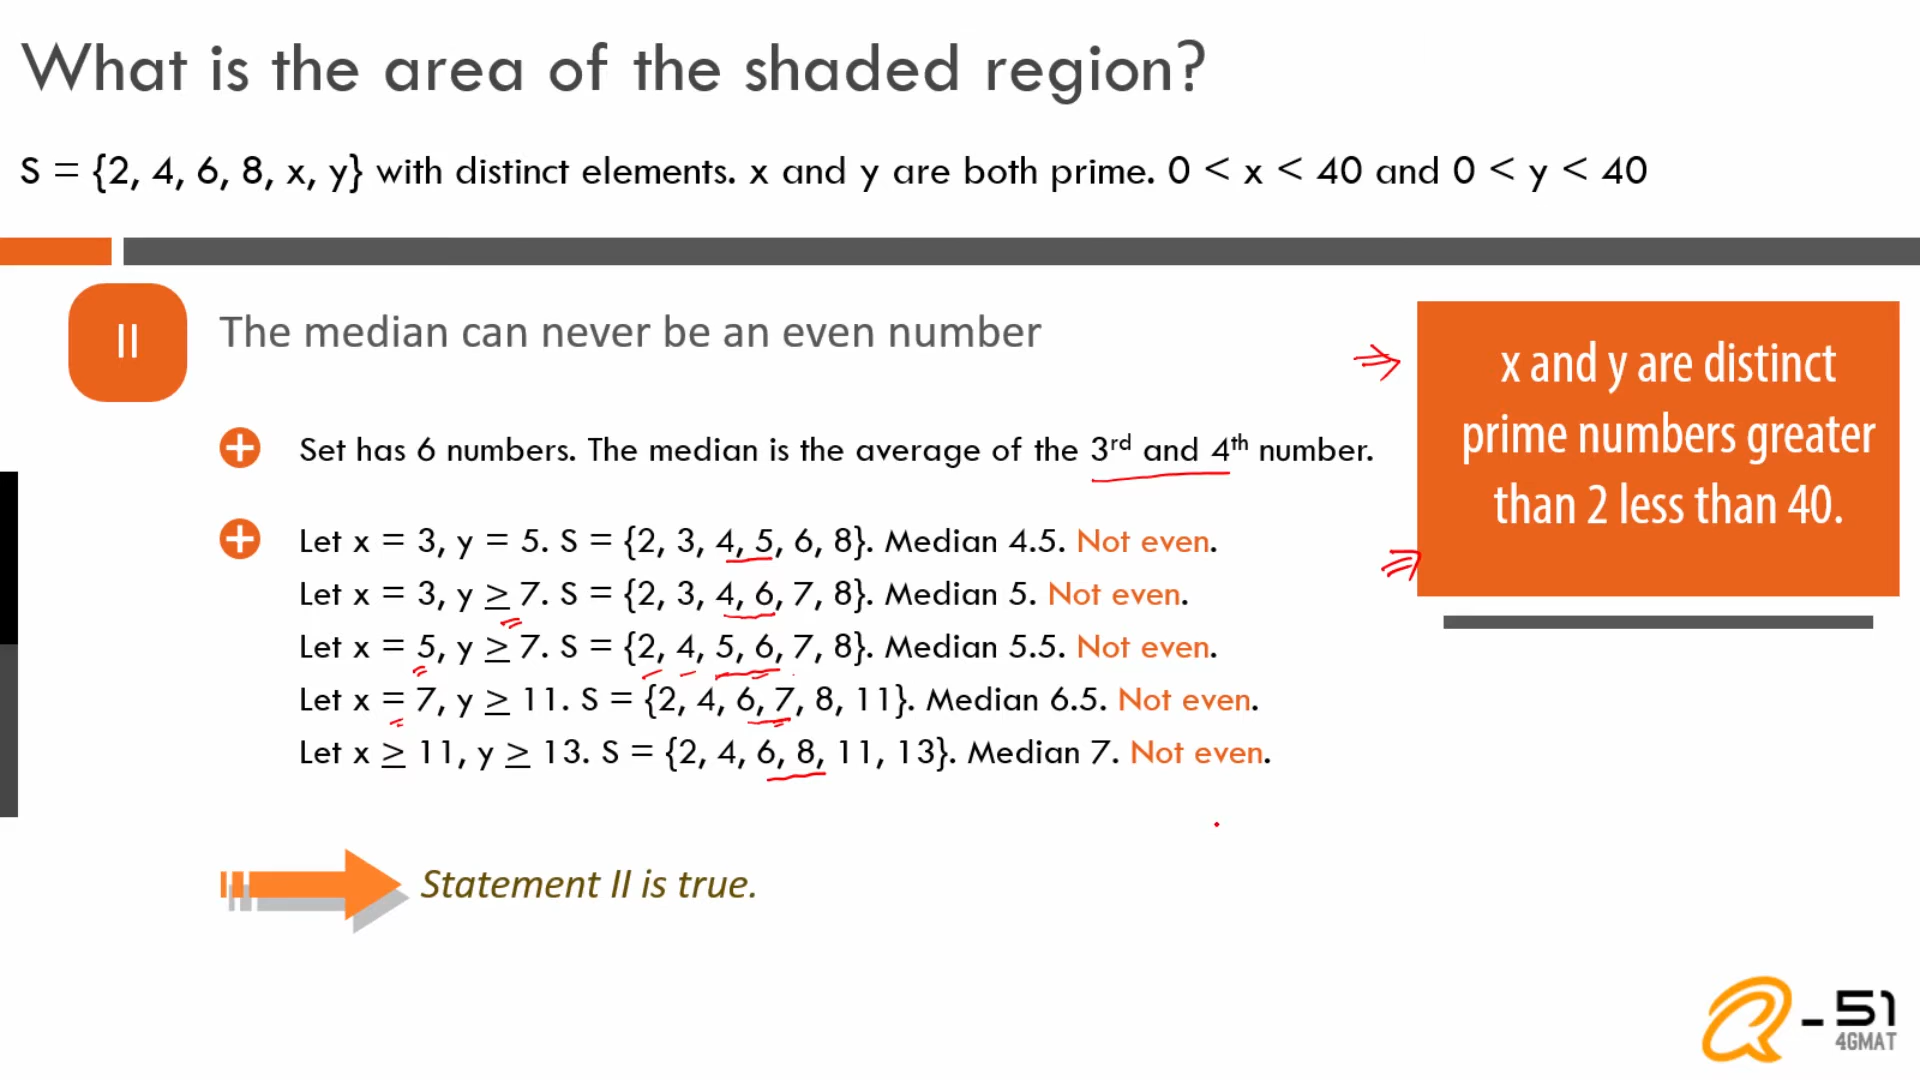 What is the area of the shaded region?
S = {2, 4, 6, 8, x, y} with distinct elements. x and y are both prime. 0 < x < 40 and 0 < y < 40
II
The median can never be an even number
Set has 6 numbers. The median is the average of the 3rd and 4th number.
Let x = 3, y = 5. S = {2, 3, 4, 5, 6, 8}. Median 4.5. Not even.
Let x = 3, y ≥ 7. S = {2, 3, 4, 6, 7, 8}. Median 5. Not even.
Let x = 5, y ≥ 7. S = {2, 4, 5, 6, 7, 8}. Median 5.5. Not even.
Let x = 7, y ≥ 11. S = {2, 4, 6, 7, 8, 11}. Median 6.5. Not even.
Let x ≥ 11, y ≥ 13. S = {2, 4, 6, 8, 11, 13}. Median 7. Not even.
Statement II is true.
x and y are distinct
prime numbers greater
than 2 less than 40.
Q-51
4GMAT